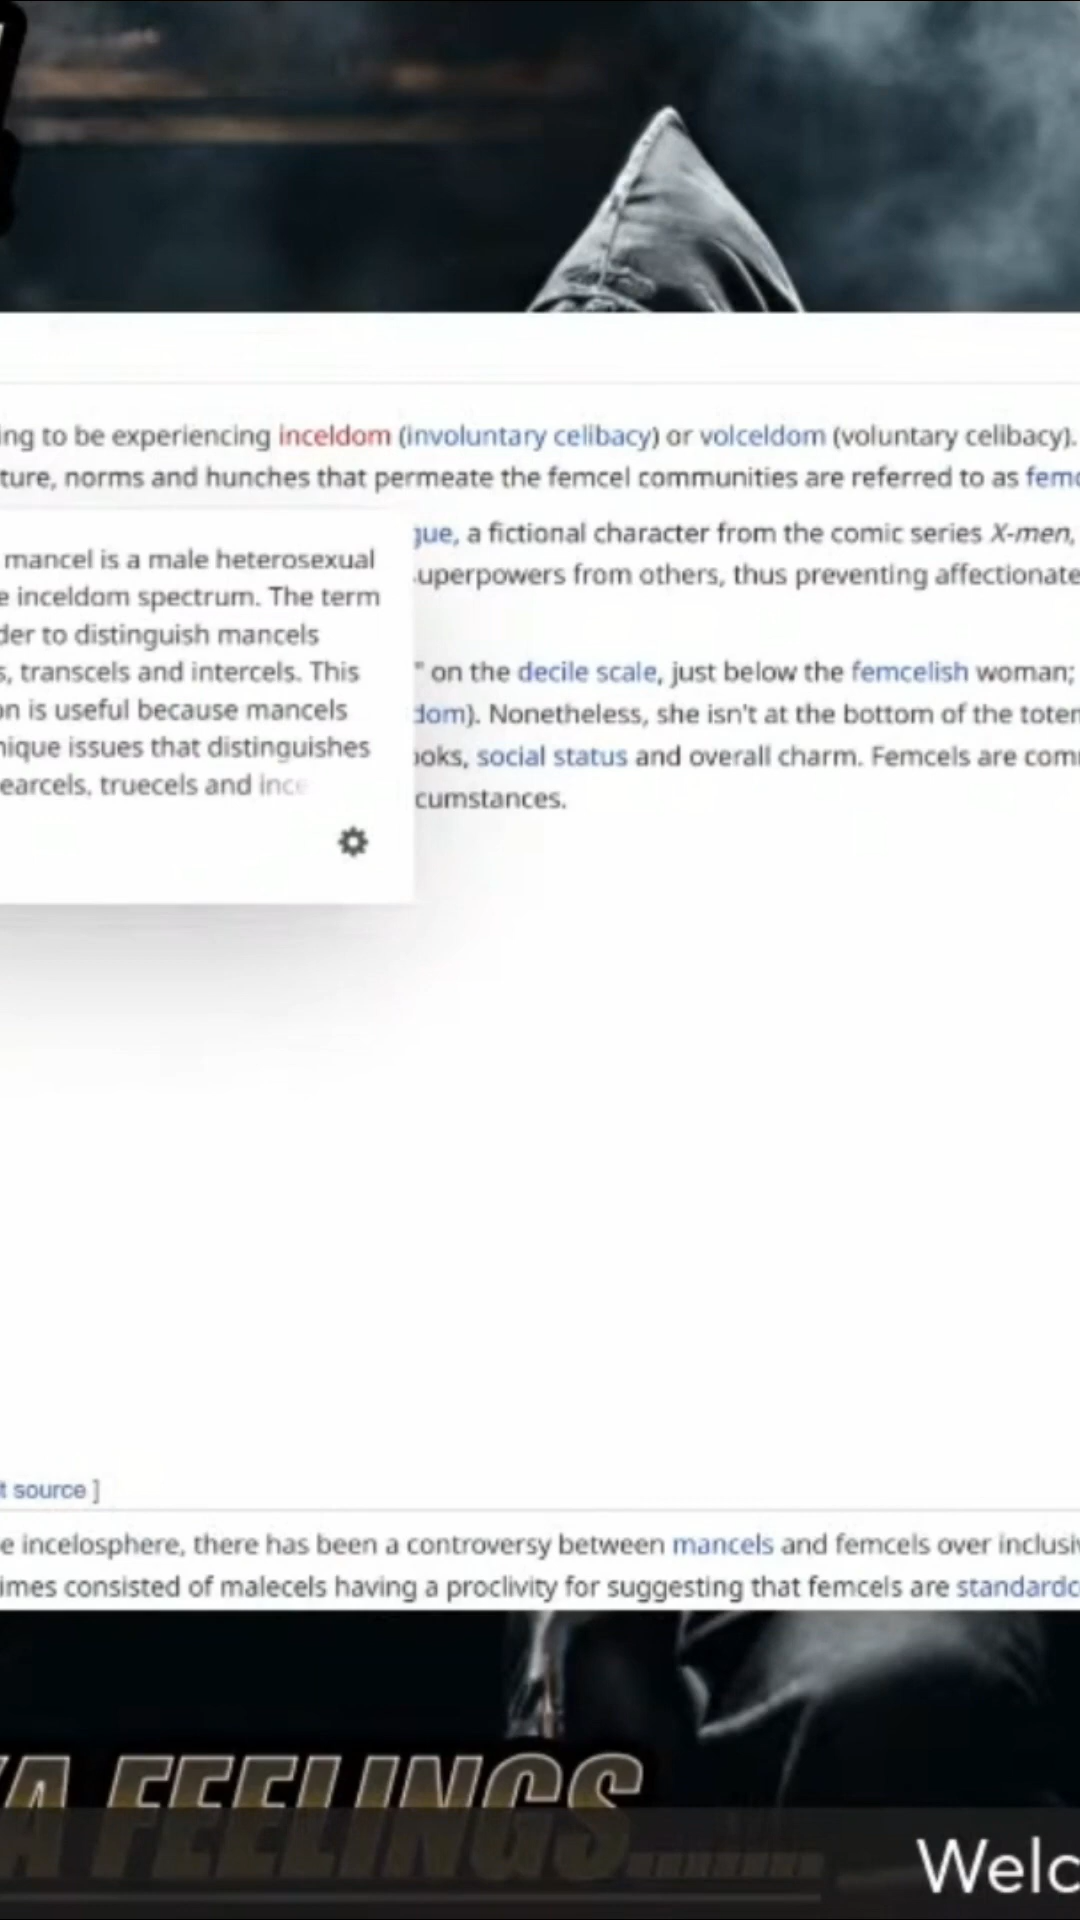 ing to be experiencing inceldom (involuntary celibacy) or volceldom (voluntary celibacy).
ture, norms and hunches that permeate the femcel communities are referred to as
mancel is a male heterosexual
e inceldom spectrum. The term
der to distinguish mancels
s, transcels and intercels. This
on is useful because mancels
nique issues that distinguishes
earcels, truecels and
gue, a fictional character from the comic series X-men,
uperpowers from others, thus preventing affectionate
" on the decile scale, just below the femcelish woman;
dom). Nonetheless, she isn't at the bottom of the totem
ooks, social status and overall charm. Femcels are com
cumstances.
t source ]
e incelosphere, there has been a controversy between mancels and femcels over inclusiv
imes consisted of malecels having a proclivity for suggesting that femcels are standardc
YA FEELINGS......
Welc